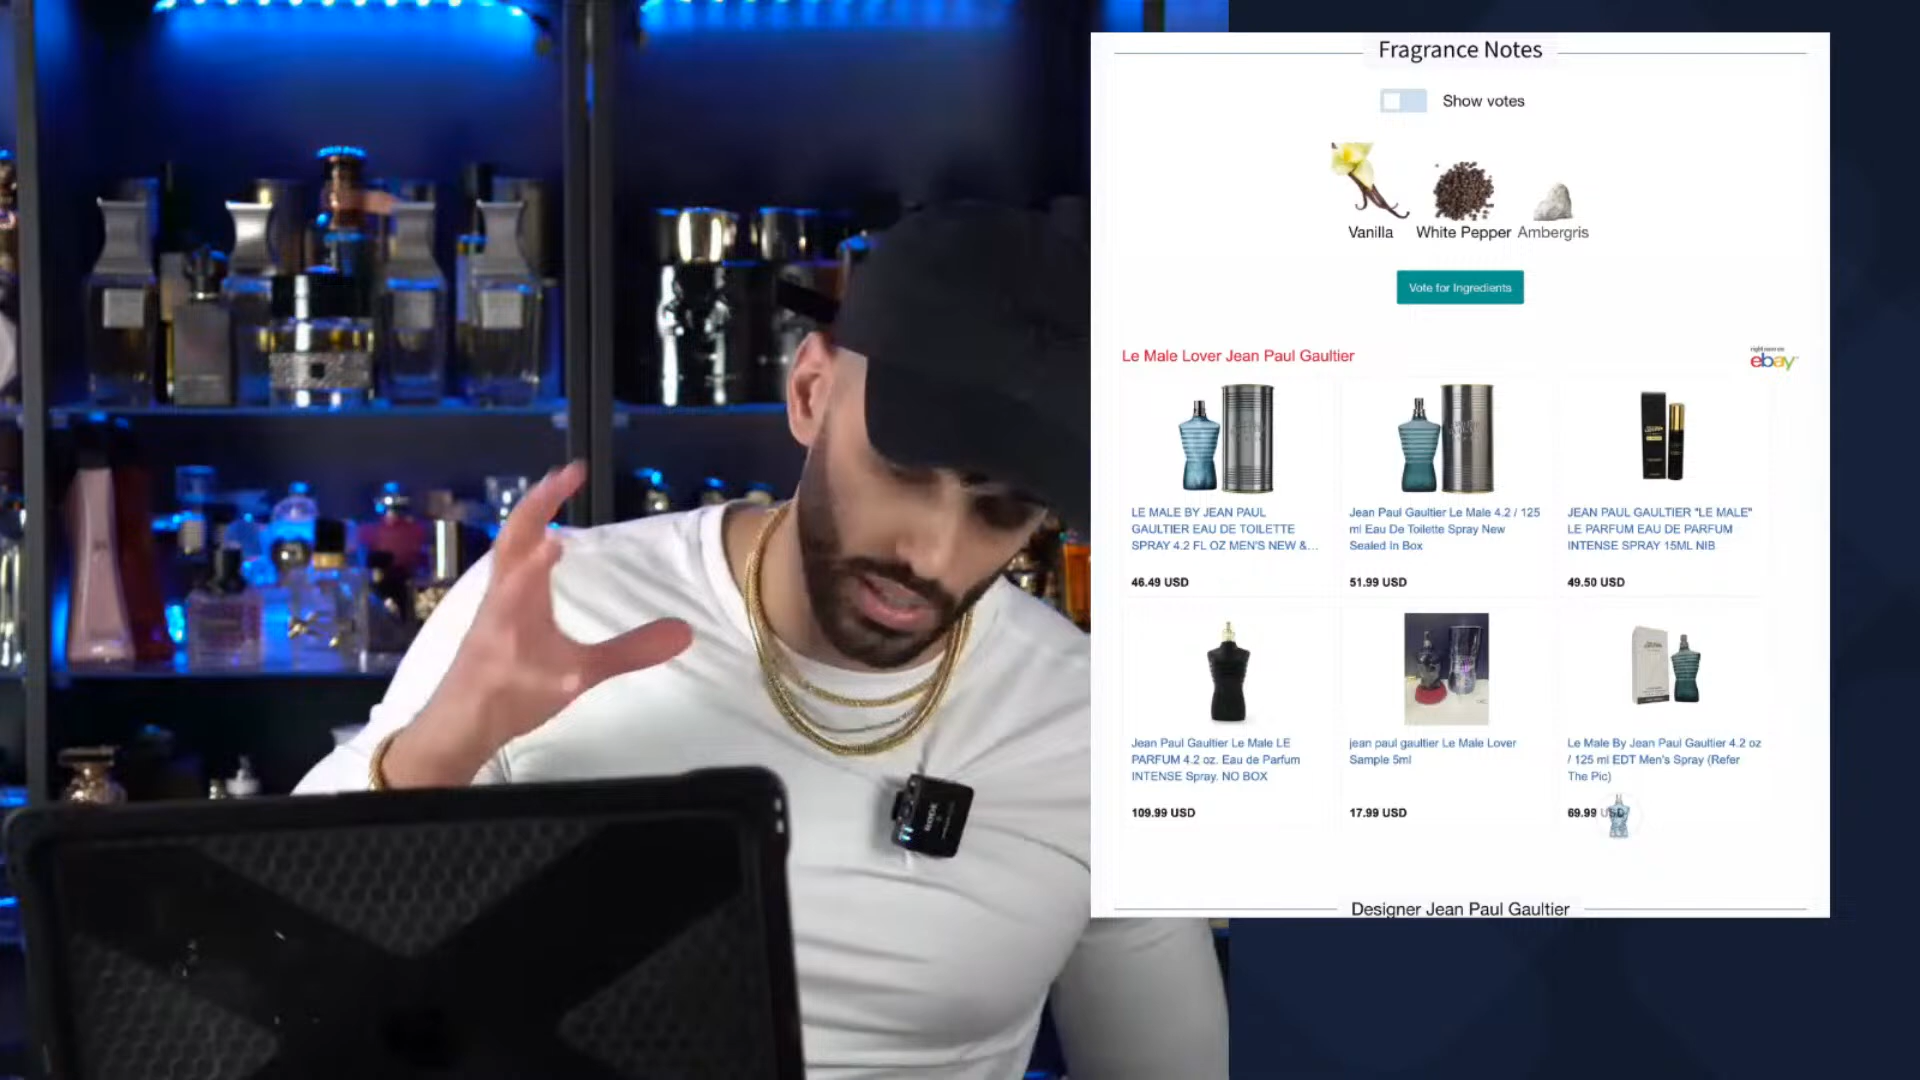 Fragrance Notes
Show votes
Vanilla
White Pepper
Ambergris
Vote for Ingredients
Le Male Lover Jean Paul Gaultier
ebay
LE MALE BY JEAN PAUL
GAULTIER EAU DE TOILETTE
SPRAY 4.2 FL OZ MEN'S NEW &...
46.49 USD
Jean Paul Gaultier Le Male 4.2 / 125
ml Eau De Toilette Spray New
Sealed In Box
51.99 USD
JEAN PAUL GAULTIER "LE MALE"
LE PARFUM EAU DE PARFUM
INTENSE SPRAY 15ML NIB
49.50 USD
Jean Paul Gaultier Le Male LE
PARFUM 4.2 oz. Eau de Parfum
INTENSE Spray. NO BOX
109.99 USD
jean paul gaultier Le Male Lover
Sample 5ml
17.99 USD
Le Male By Jean Paul Gaultier 4.2 oz
/ 125 ml EDT Men's Spray (Refer
The Pic)
69.99 USD
Designer Jean Paul Gaultier
RODE